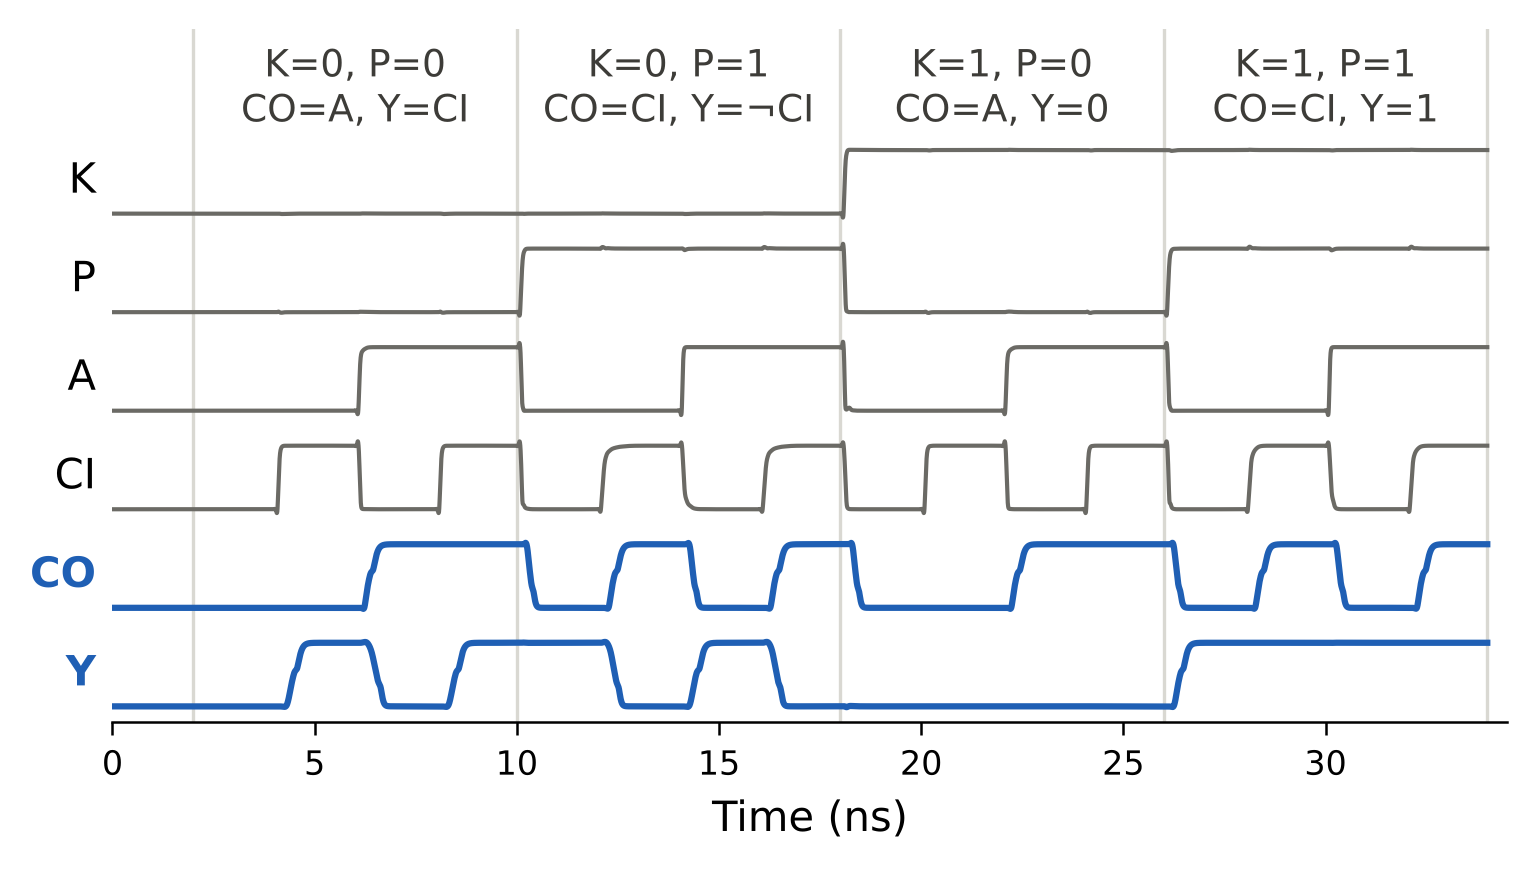 K=0, P=0
CO=A, Y=CI
K=0, P=1
CO=CI, Y=¬CI
K=1, P=0
CO=A, Y=0
K=1, P=1
CO=CI, Y=1
K
P
A
CI
CO
Y
0 5 10 15 20 25 30
Time (ns)